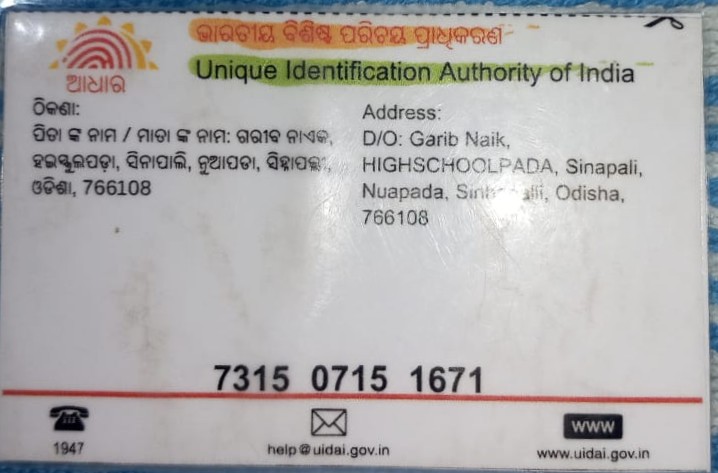 ଭାରତୀୟ ବିଶିଷ୍ଟ ପରିଚୟ ପ୍ରାଧିକରଣ
Unique Identification Authority of India
ଆଧାର
ଠିକଣା:
ପିତା ଙ୍କ ନାମ / ମାତା ଙ୍କ ନାମ: ଗରୀବ ନାଏକ,
ହାଇସ୍କୁଲପଡ଼ା, ସିନାପାଲି, ନୁଆପଡା,
ଓଡିଶା, 766108
Address:
D/O: Garib Naik,
HIGHSCHOOLPADA, Sinapali,
Nuapada, Odisha,
766108
7315 0715 1671
1947
help@uidai.gov.in
www
www.uidai.gov.in